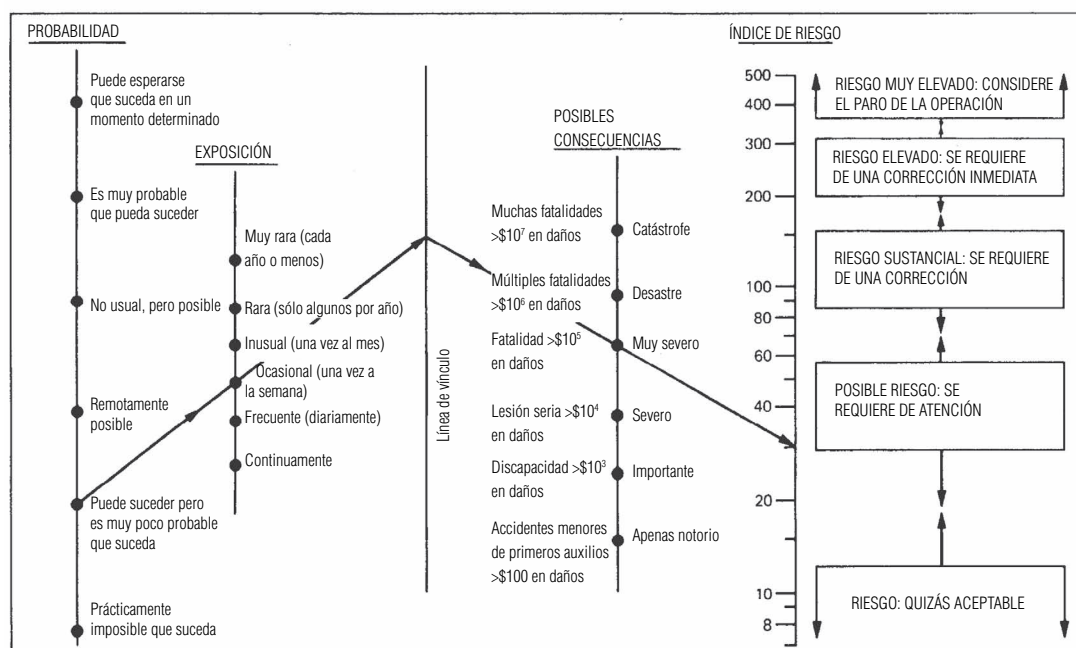 PROBABILIDAD
Puede esperarse
que suceda en un
momento determinado
Es muy probable
que pueda suceder
No usual, pero posible
Remotamente
posible
Puede suceder pero
es muy poco probable
que suceda
Prácticamente
imposible que suceda
EXPOSICIÓN
Muy rara (cada
año o menos)
Rara (sólo algunos por año)
Inusual (una vez al mes)
Ocasional (una vez a
la semana)
Frecuente (diariamente)
Continuamente
Línea de vínculo
POSIBLES
CONSECUENCIAS
Muchas fatalidades
>$10⁷ en daños
Catástrofe
Múltiples fatalidades
>$10⁶ en daños
Desastre
Fatalidad >$10⁵
en daños
Muy severo
Lesión seria >$10⁴
en daños
Severo
Discapacidad >$10³
en daños
Importante
Accidentes menores
de primeros auxilios
>$100 en daños
Apenas notorio
ÍNDICE DE RIESGO
500
400
300
200
100
80
60
40
20
10
8
RIESGO MUY ELEVADO: CONSIDERE
EL PARO DE LA OPERACIÓN
RIESGO ELEVADO: SE REQUIERE
DE UNA CORRECCIÓN INMEDIATA
RIESGO SUSTANCIAL: SE REQUIERE
DE UNA CORRECCIÓN
POSIBLE RIESGO: SE
REQUIERE DE ATENCIÓN
RIESGO: QUIZÁS ACEPTABLE